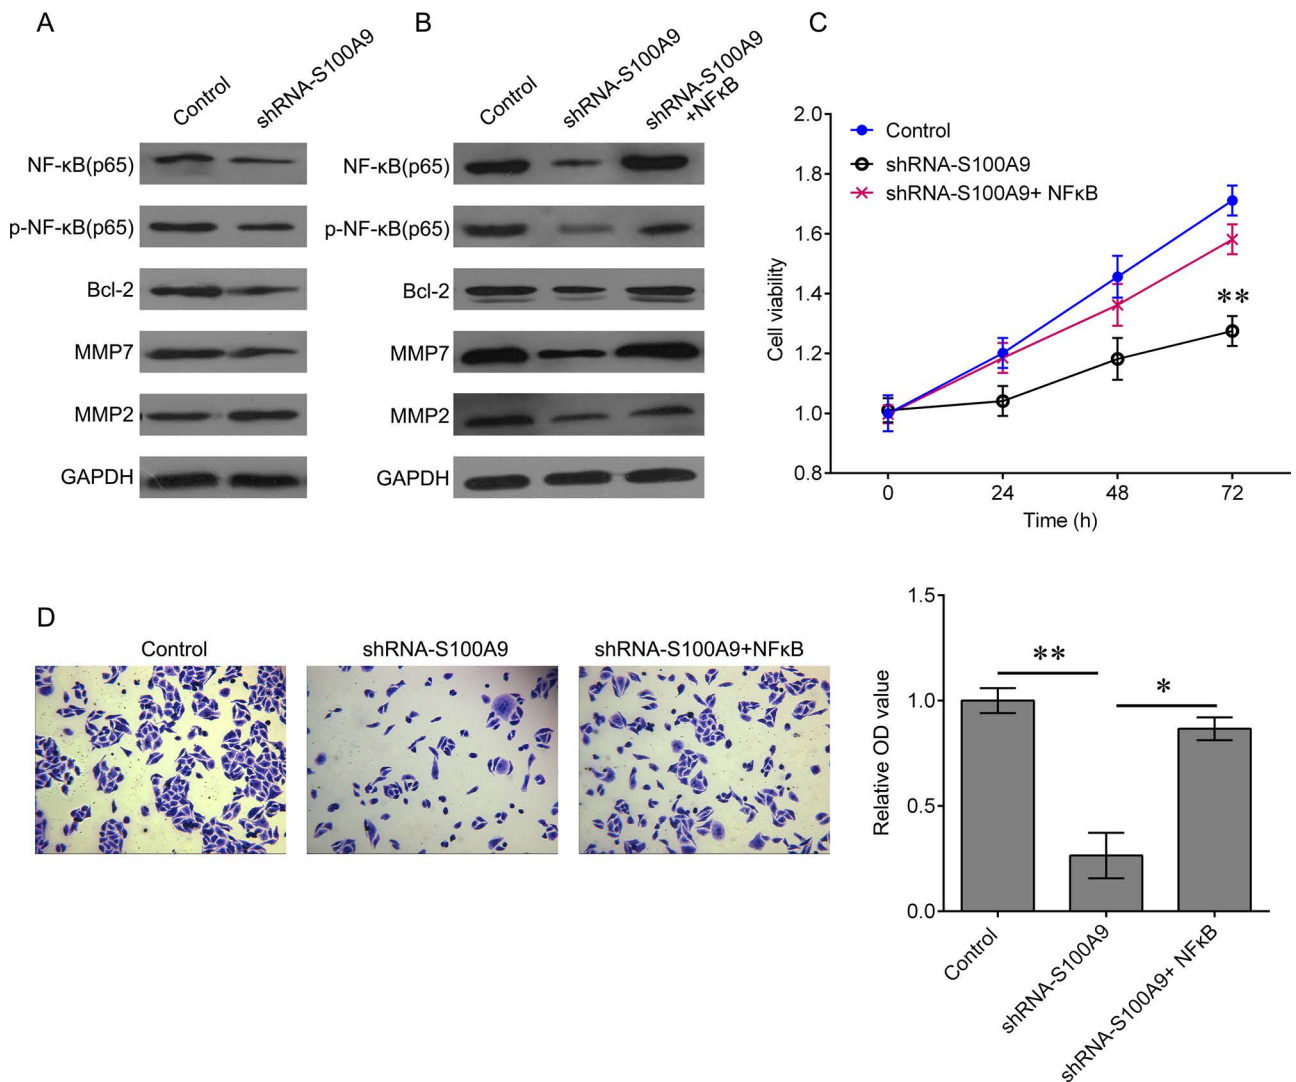 A
Control
shRNA-S100A9
NF-κB(p65)
p-NF-κB(p65)
Bcl-2
MMP7
MMP2
GAPDH
B
Control
shRNA-S100A9
shRNA-S100A9
+NFκB
NF-κB(p65)
p-NF-κB(p65)
Bcl-2
MMP7
MMP2
GAPDH
C
2.0
1.8
1.6
1.4
1.2
1.0
0.8
Cell viability
Control
shRNA-S100A9
shRNA-S100A9+ NFκB
**
0 24 48 72
Time (h)
D
Control
shRNA-S100A9
shRNA-S100A9+NFκB
1.5
1.0
0.5
0.0
Relative OD value
**
*
Control
shRNA-S100A9
shRNA-S100A9+ NFκB